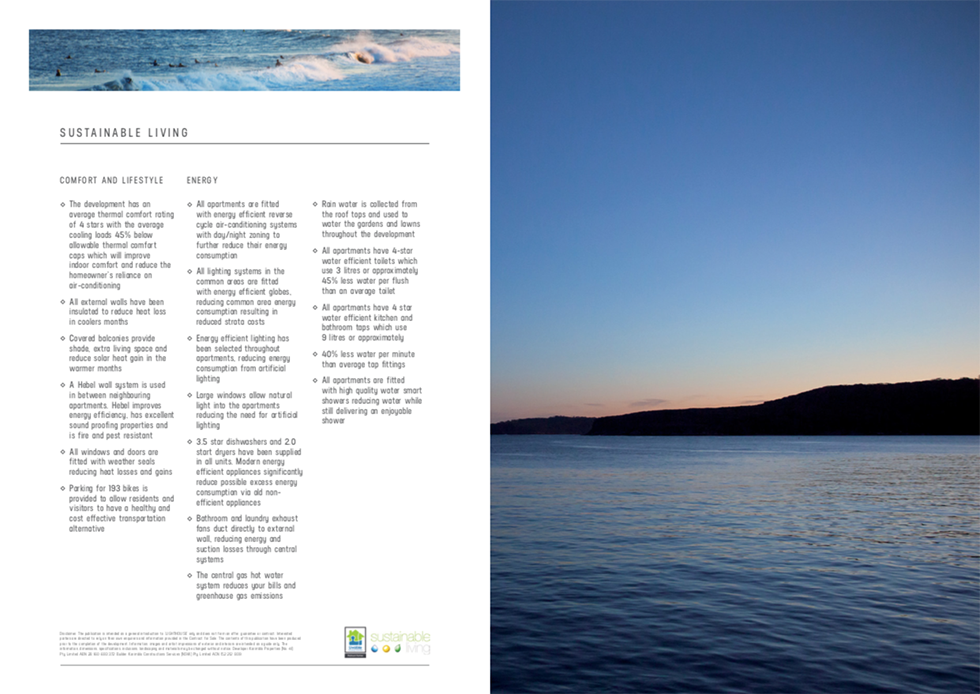 SUSTAINABLE LIVING
COMFORT AND LIFESTYLE
The development has an
average thermal comfort rating
of 4 stars with the average
cooling loads 45% below
allowable thermal comfort
caps which will improve
indoor comfort and reduce the
homeowner's reliance on
air-conditioning
All external walls have been
insulated to reduce heat loss
in coolers months
Covered balconies provide
shade, extra living space and
reduce solar heat gain in the
warmer months
A Hebel wall system is used
in between neighbouring
apartments. Hebel improves
energy efficiency, has excellent
sound proofing properties and
is fire and pest resistant
All windows and doors are
fitted with weather seals
reducing heat losses and gains
Parking for 193 bikes is
provided to allow residents and
visitors to have a healthy and
cost effective transportation
alternative
ENERGY
All apartments are fitted
with energy efficient reverse
cycle air-conditioning systems
with day/night zoning to
further reduce their energy
consumption
All lighting systems in the
common areas are fitted
with energy efficient globes,
reducing common area energy
consumption resulting in
reduced strata costs
Energy efficient lighting has
been selected throughout
apartments, reducing energy
consumption from artificial
lighting
Large windows allow natural
light into the apartments
reducing the need for artificial
lighting
3.5 star dishwashers and 2.0
start dryers have been supplied
in all units. Modern energy
efficient appliances significantly
reduce possible excess energy
consumption via old non-
efficient appliances
Bathroom and laundry exhaust
fans duct directly to external
wall, reducing energy and
suction losses through central
systems
The central gas hot water
system reduces your bills and
greenhouse gas emissions
Rain water is collected from
the roof tops and used to
water the gardens and lawns
throughout the development
All apartments have 4-star
water efficient toilets which
use 3 litres or approximately
45% less water per flush
than an average toilet
All apartments have 4 star
water efficient kitchen and
bathroom taps which use
9 litres or approximately
40% less water per minute
than average tap fittings
All apartments are fitted
with high quality water smart
showers reducing water while
still delivering an enjoyable
shower
sustainable
living